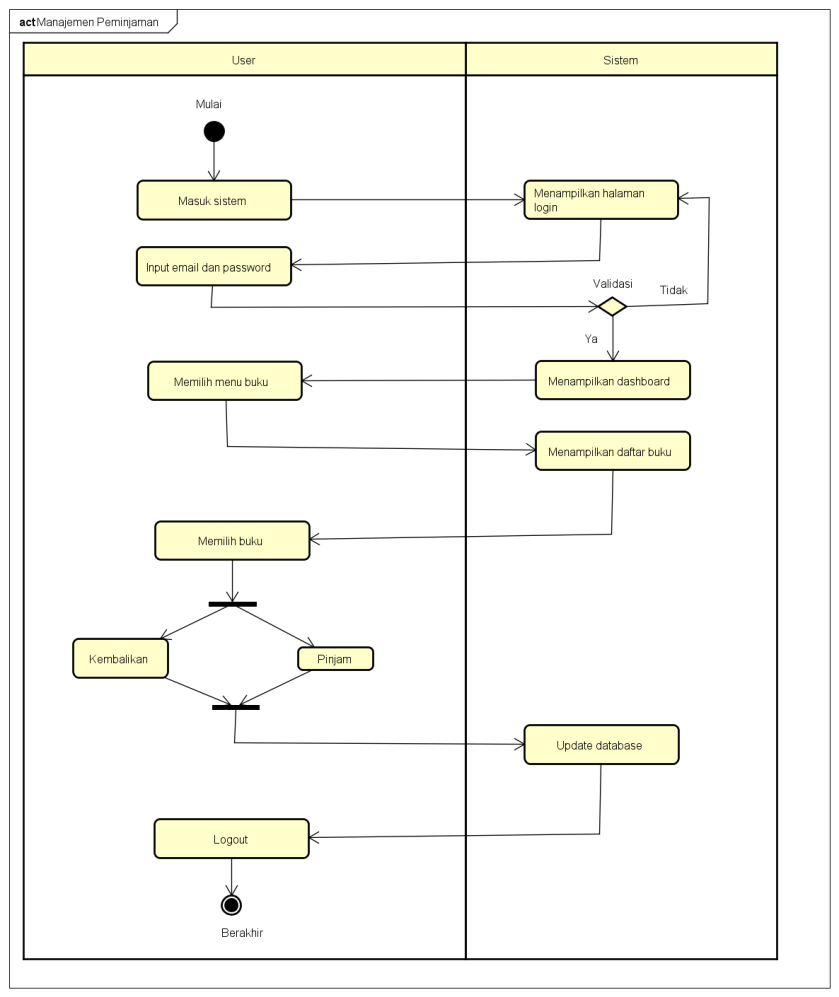 act Manajemen Peminjaman
User
Sistem
Mulai
Masuk sistem
Menampilkan halaman
login
Input email dan password
Validasi
Tidak
Ya
Memilih menu buku
Menampilkan dashboard
Menampilkan daftar buku
Memilih buku
Kembalikan
Pinjam
Update database
Logout
Berakhir